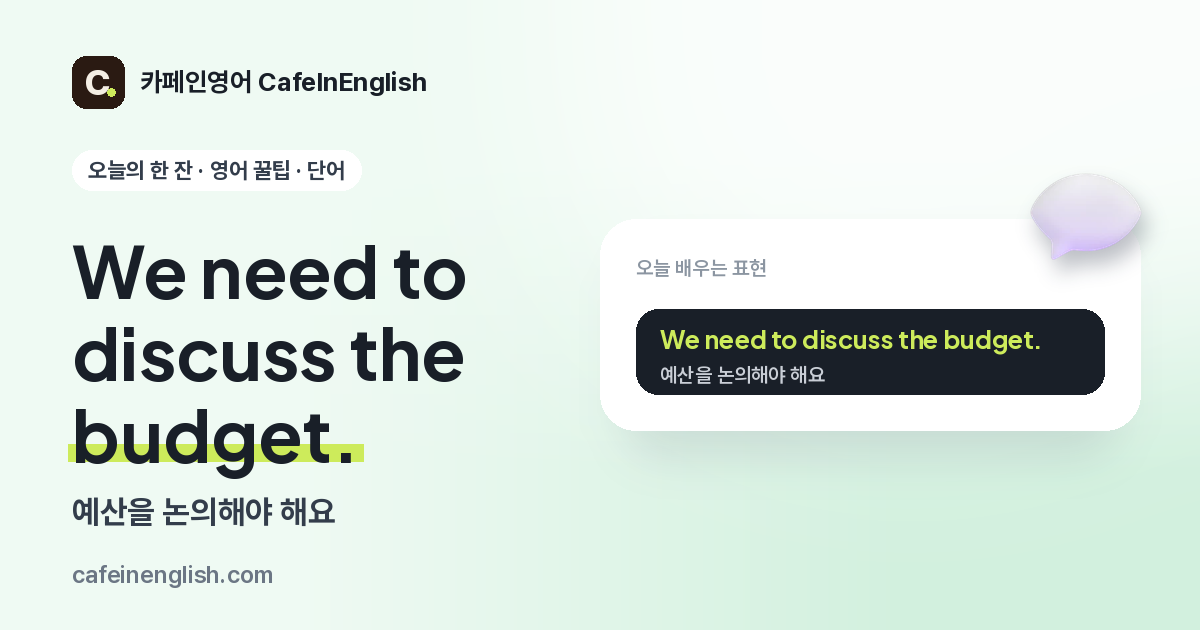 C
카페인영어 CafeInEnglish
오늘의 한 잔 · 영어 꿀팁 · 단어
We need to
discuss the
budget.
예산을 논의해야 해요
cafeinenglish.com
오늘 배우는 표현
We need to discuss the budget.
예산을 논의해야 해요